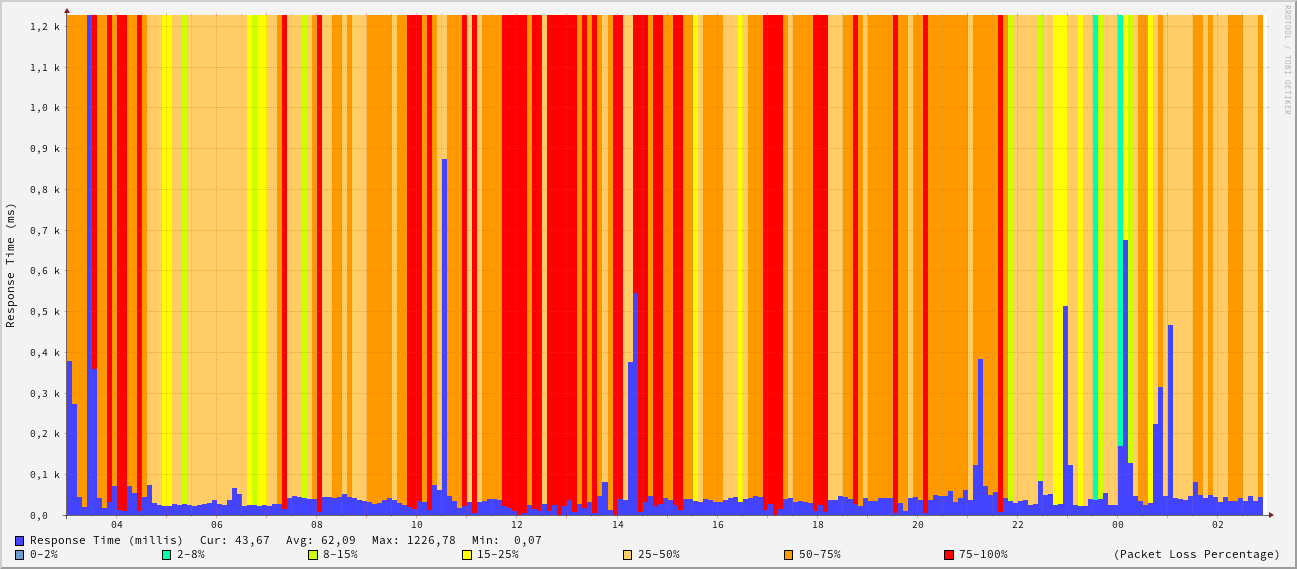 1,2 k
1,1 k
1,0 k
0,9 k
0,8 k
0,7 k
0,6 k
0,5 k
0,4 k
0,3 k
0,2 k
0,1 k
0,0
Response Time (ms)
04 06 08 10 12 14 16 18 20 22 00 02
RRDTOOL / TOBI OETIKER
Response Time (millis) Cur: 43,67 Avg: 62,09 Max: 1226,78 Min: 0,07
0-2% 2-8% 8-15% 15-25% 25-50% 50-75% 75-100% (Packet Loss Percentage)